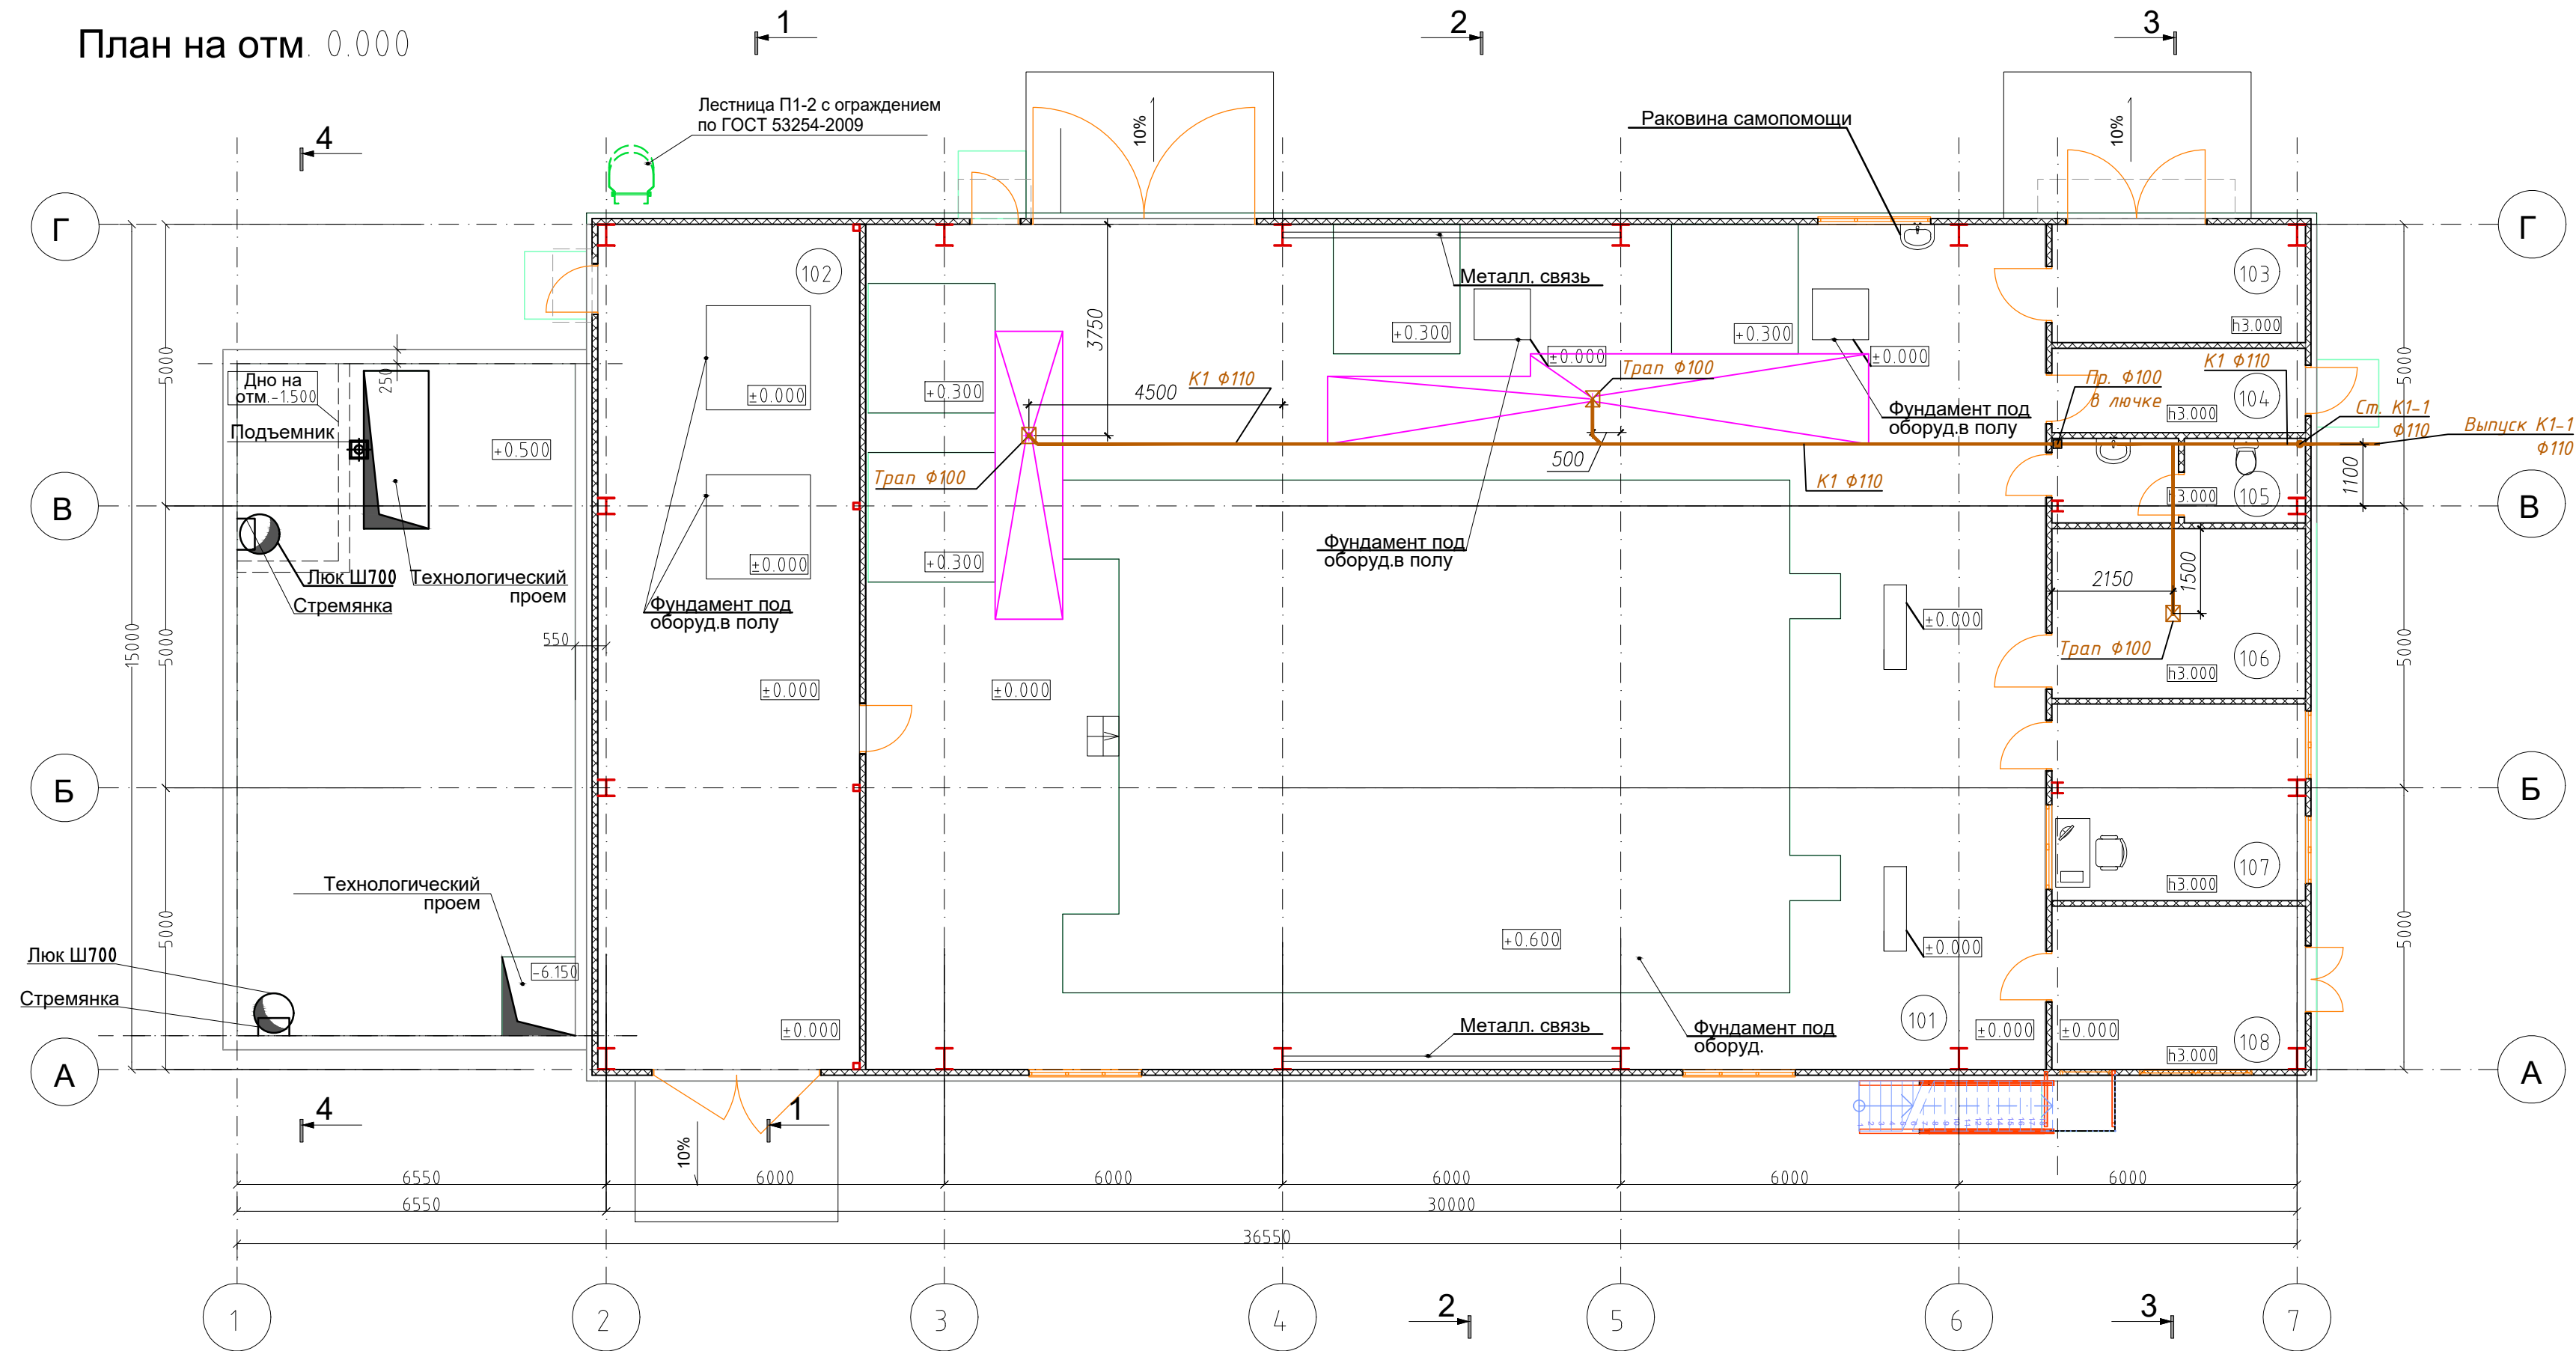 План на отм. 0.000
1
2
3
4
Лестница П1-2 с ограждением
по ГОСТ 53254-2009
10%
Раковина самопомощи
10%
Г
Г
102
103
Металл. связь
h3.000
3750
+0.300
+0.300
±0.000
±0.000
5000
5000
250
Дно на
отм.-1.500
±0.000
+0.300
4500
К1 Ф110
Трап Ф100
Пр. Ф100
в лючке
К1 Ф110
104
h3.000
Ст. К1-1
Ф110
Выпуск К1-1
Ф110
Фундамент под
оборуд.в полу
Подъемник
+0.500
500
Трап Ф100
К1 Ф110
1100
h3.000
105
В
В
Фундамент под
оборуд.в полу
±0.000
+0.300
Люк Ш700
Технологический
проем
Стремянка
Фундамент под
оборуд.в полу
2150
1500
±0.000
550
15000
5000
5000
Трап Ф100
106
h3.000
±0.000
±0.000
Б
Б
107
h3.000
Технологический
проем
5000
5000
+0.600
±0.000
Люк Ш700
-6.150
Стремянка
±0.000
Металл. связь
Фундамент под
оборуд.
101
±0.000
±0.000
108
h3.000
А
А
4
1
10%
6550
6000
6000
6000
6000
6000
6550
30000
36550
2
3
1
2
3
4
5
6
7